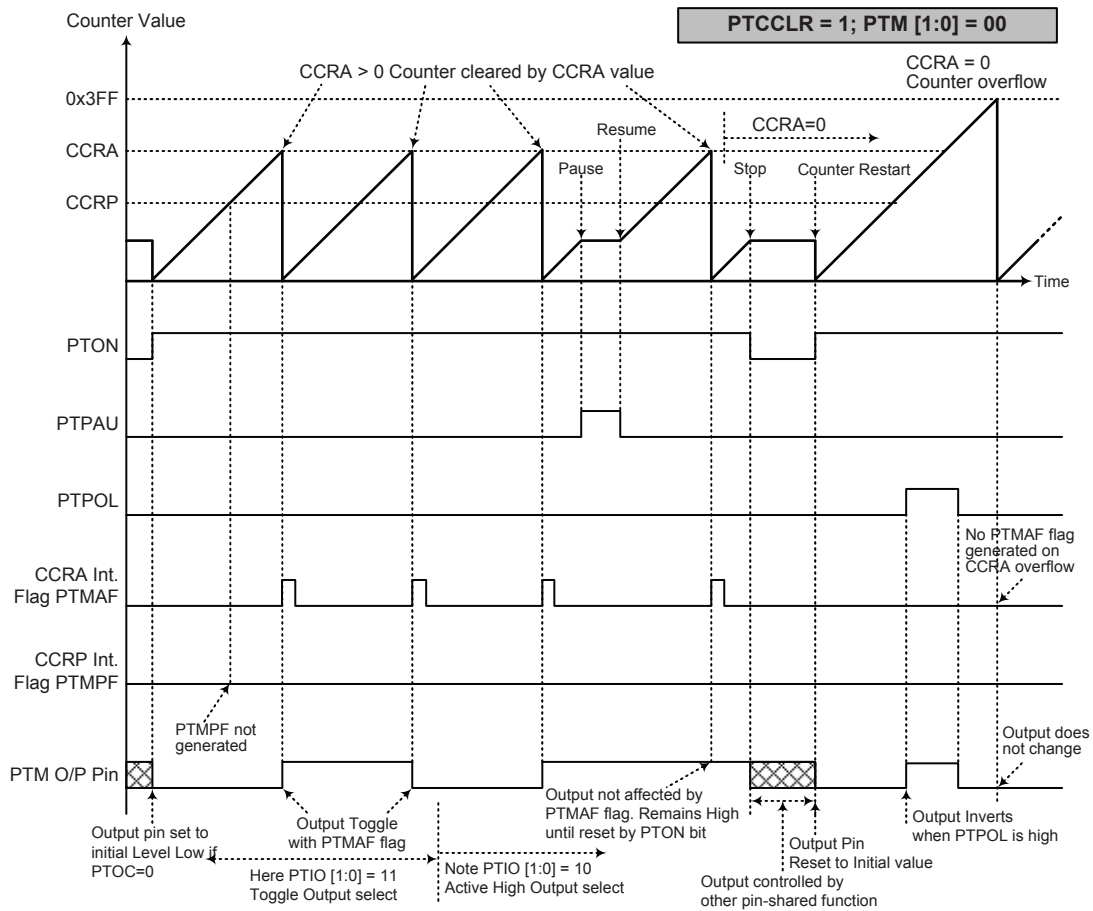 Counter Value
PTCCLR = 1; PTM [1:0] = 00
CCRA > 0 Counter cleared by CCRA value
CCRA = 0
Counter overflow
0x3FF
CCRA
CCRP
Resume
CCRA=0
Pause
Stop
Counter Restart
Time
PTON
PTPAU
PTPOL
No PTMAF flag
generated on
CCRA overflow
CCRA Int.
Flag PTMAF
CCRP Int.
Flag PTMPF
PTMPF not
generated
Output does
not change
PTM O/P Pin
Output pin set to
initial Level Low if
PTOC=0
Output Toggle
with PTMAF flag
Output not affected by
PTMAF flag. Remains High
until reset by PTON bit
Output Inverts
when PTPOL is high
Output Pin
Reset to Initial value
Here PTIO [1:0] = 11
Toggle Output select
Note PTIO [1:0] = 10
Active High Output select
Output controlled by
other pin-shared function